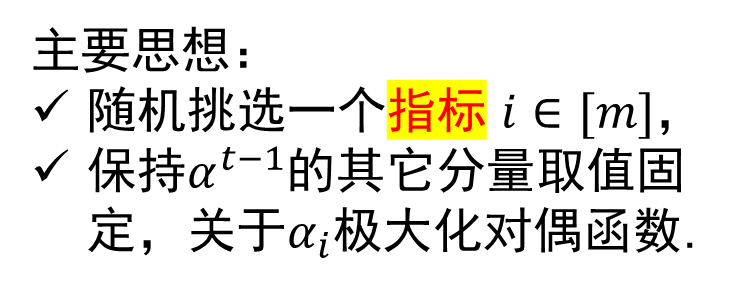 主要思想：
✓ 随机挑选一个指标 i ∈ [m]，
✓ 保持α^{t−1}的其它分量取值固
定，关于α_i极大化对偶函数.